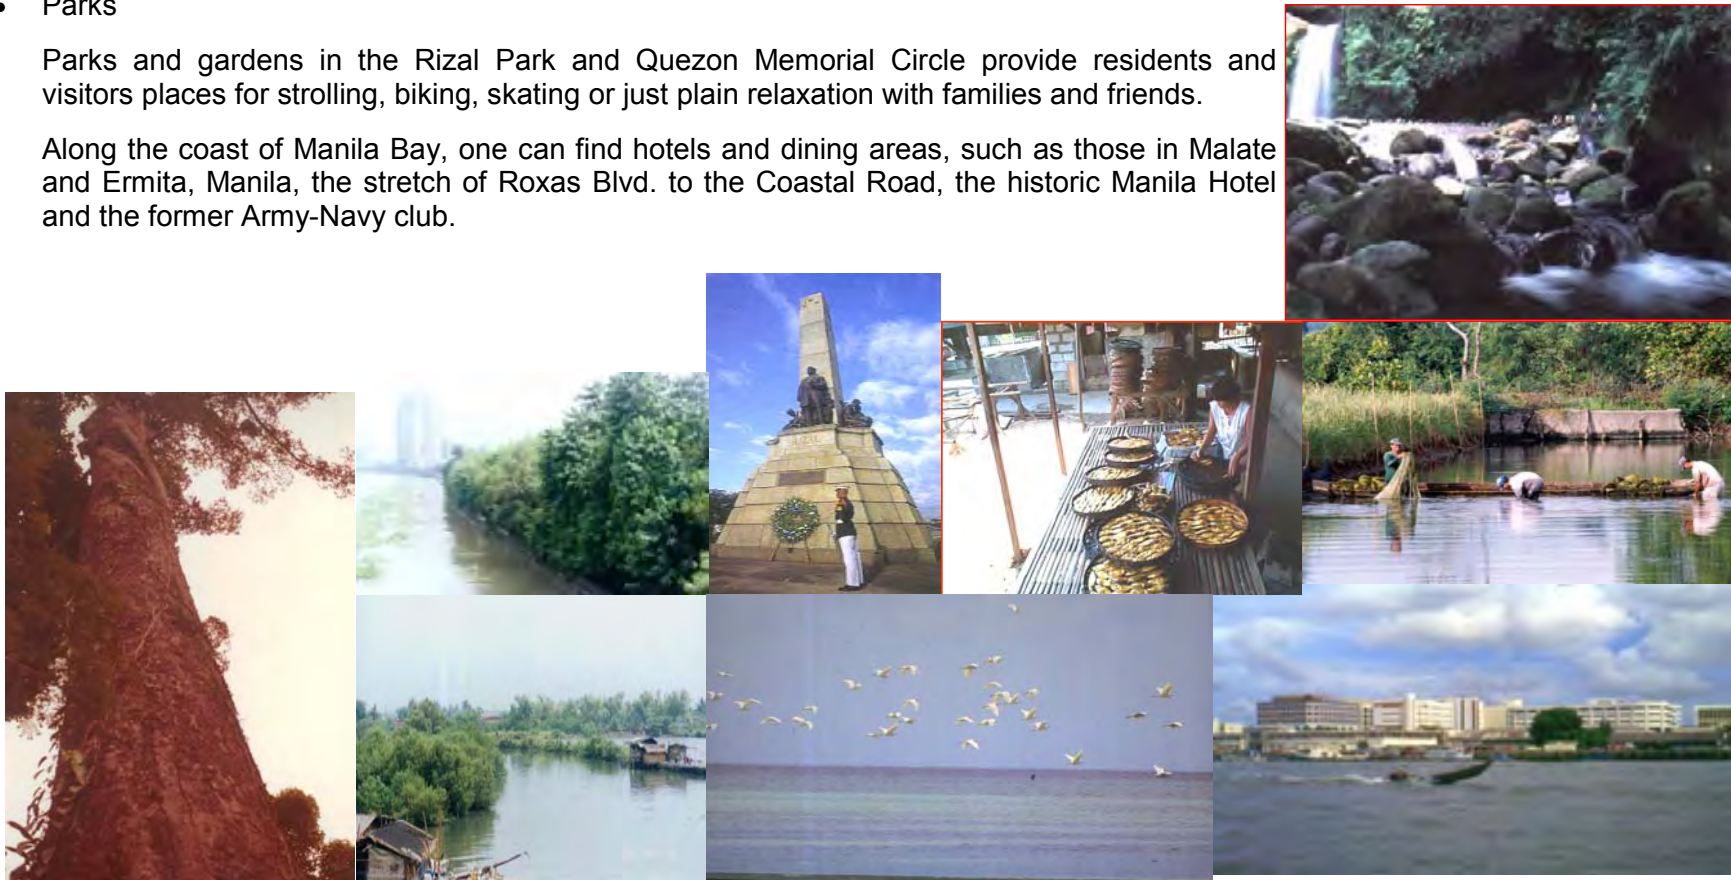 • Parks
Parks and gardens in the Rizal Park and Quezon Memorial Circle provide residents and
visitors places for strolling, biking, skating or just plain relaxation with families and friends.
Along the coast of Manila Bay, one can find hotels and dining areas, such as those in Malate
and Ermita, Manila, the stretch of Roxas Blvd. to the Coastal Road, the historic Manila Hotel
and the former Army-Navy club.